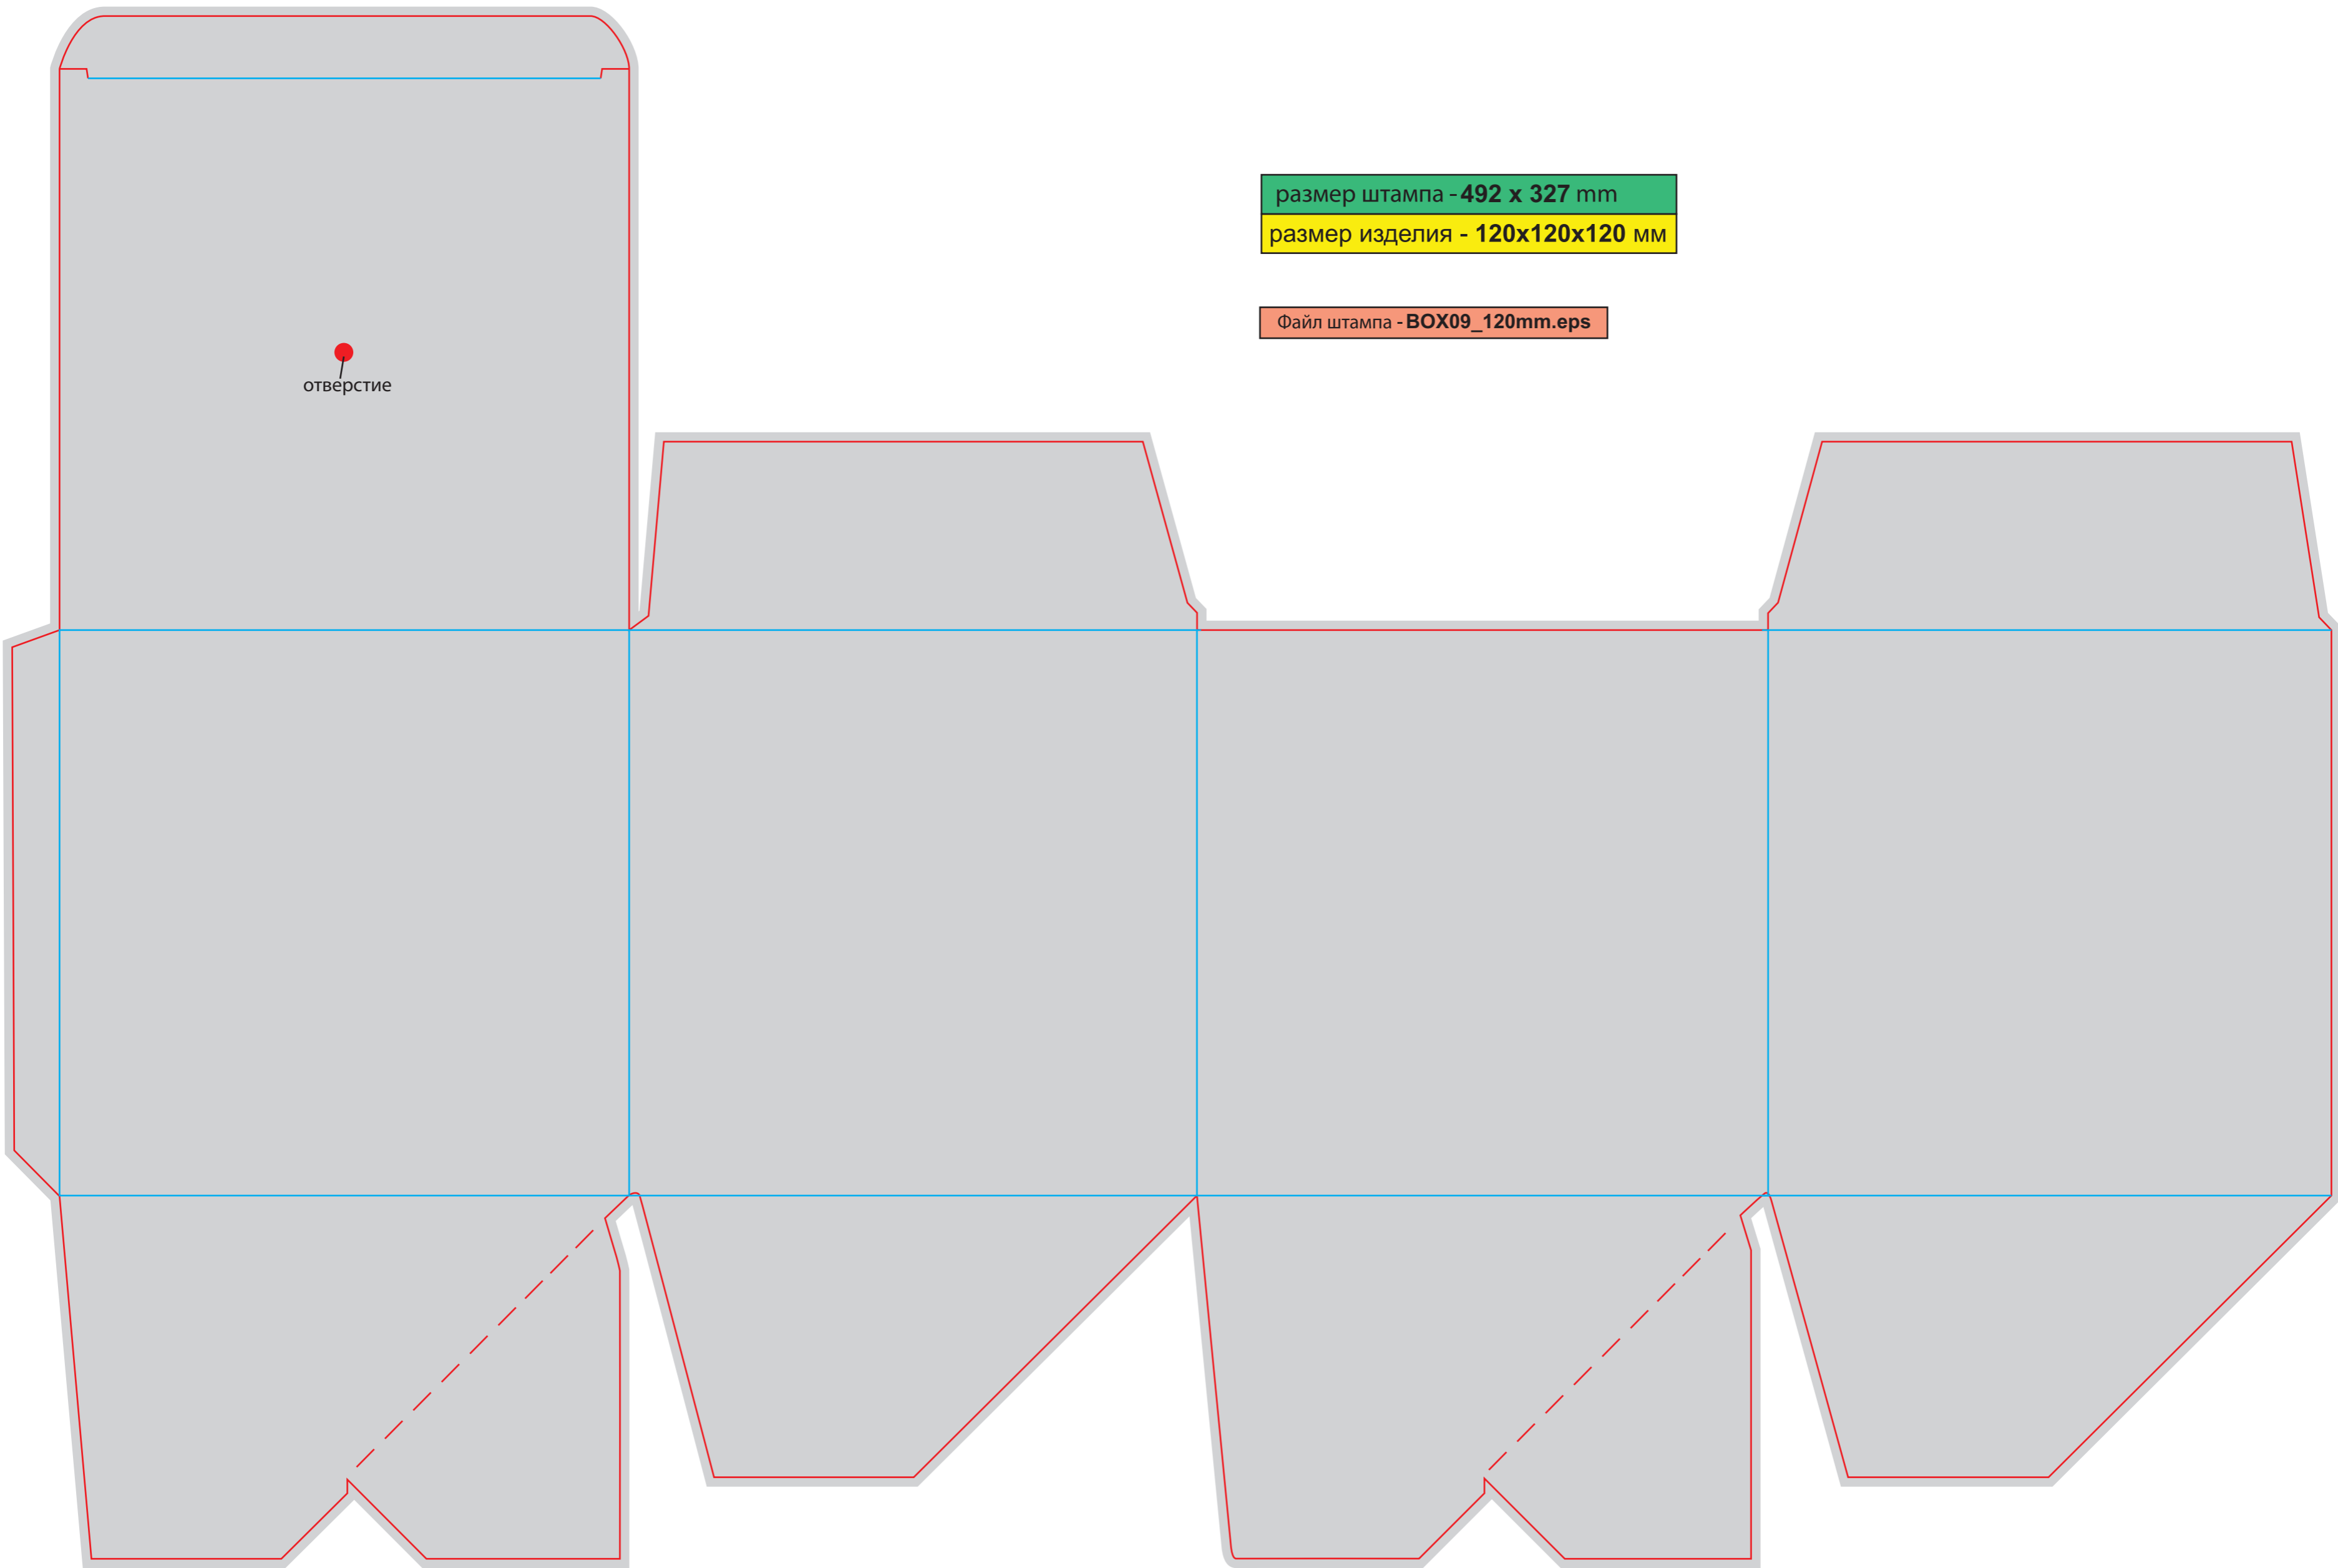 размер штампа - 492 x 327 mm
размер изделия - 120x120x120 мм
Файл штампа - BOX09_120mm.eps
отверстие